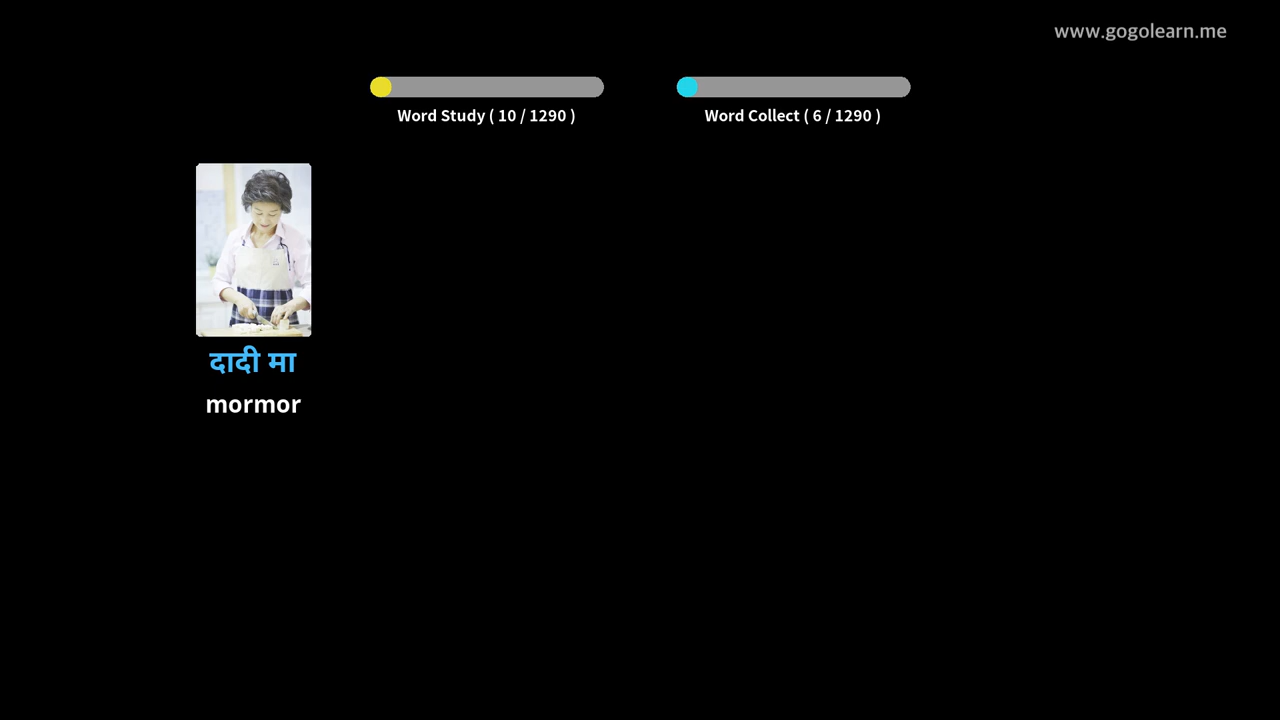 www.gogolearn.me
Word Study ( 10 / 1290 )
Word Collect ( 6 / 1290 )
दादी मा
mormor